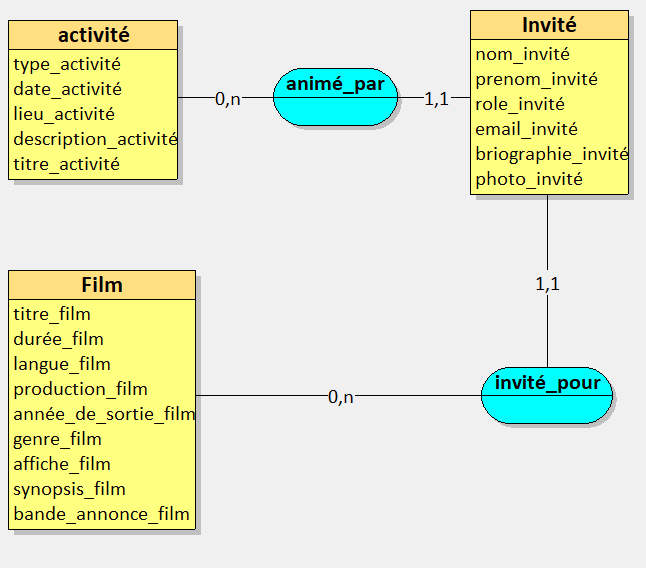 activité
type_activité
date_activité
lieu_activité
description_activité
titre_activité
0,n
animé_par
1,1
Invité
nom_invité
prenom_invité
role_invité
email_invité
briographie_invité
photo_invité
1,1
invité_pour
0,n
Film
titre_film
durée_film
langue_film
production_film
année_de_sortie_film
genre_film
affiche_film
synopsis_film
bande_annonce_film